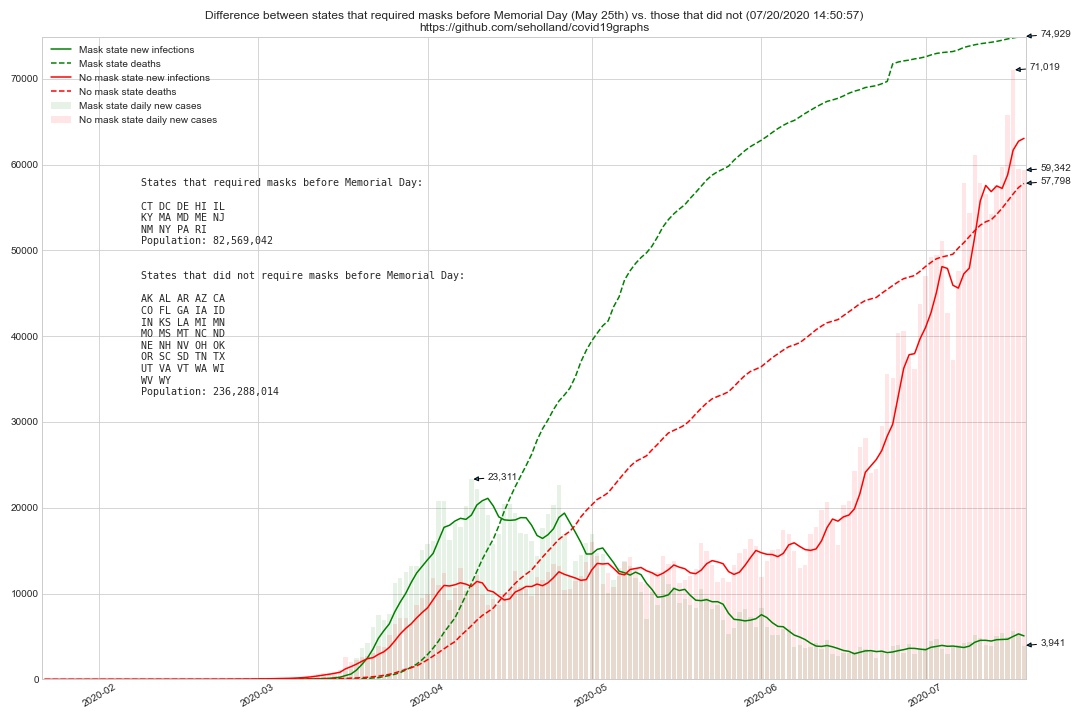 Difference between states that required masks before Memorial Day (May 25th) vs. those that did not (07/20/2020 14:50:57)
https://github.com/seholland/covid19graphs
74,929
Mask state new infections
Mask state deaths
No mask state new infections
No mask state deaths
Mask state daily new cases
No mask state daily new cases
71,019
70000
60000
59,342
57,798
States that required masks before Memorial Day:
CT DC DE HI IL
KY MA MD ME NJ
NM NY PA RI
Population: 82,569,042
50000
States that did not require masks before Memorial Day:
AK AL AR AZ CA
CO FL GA IA ID
IN KS LA MI MN
MO MS MT NC ND
NE NH NV OH OK
OR SC SD TN TX
UT VA VT WA WI
WV WY
Population: 236,288,014
40000
30000
23,311
20000
10000
3,941
0
2020-02
2020-03
2020-04
2020-05
2020-06
2020-07